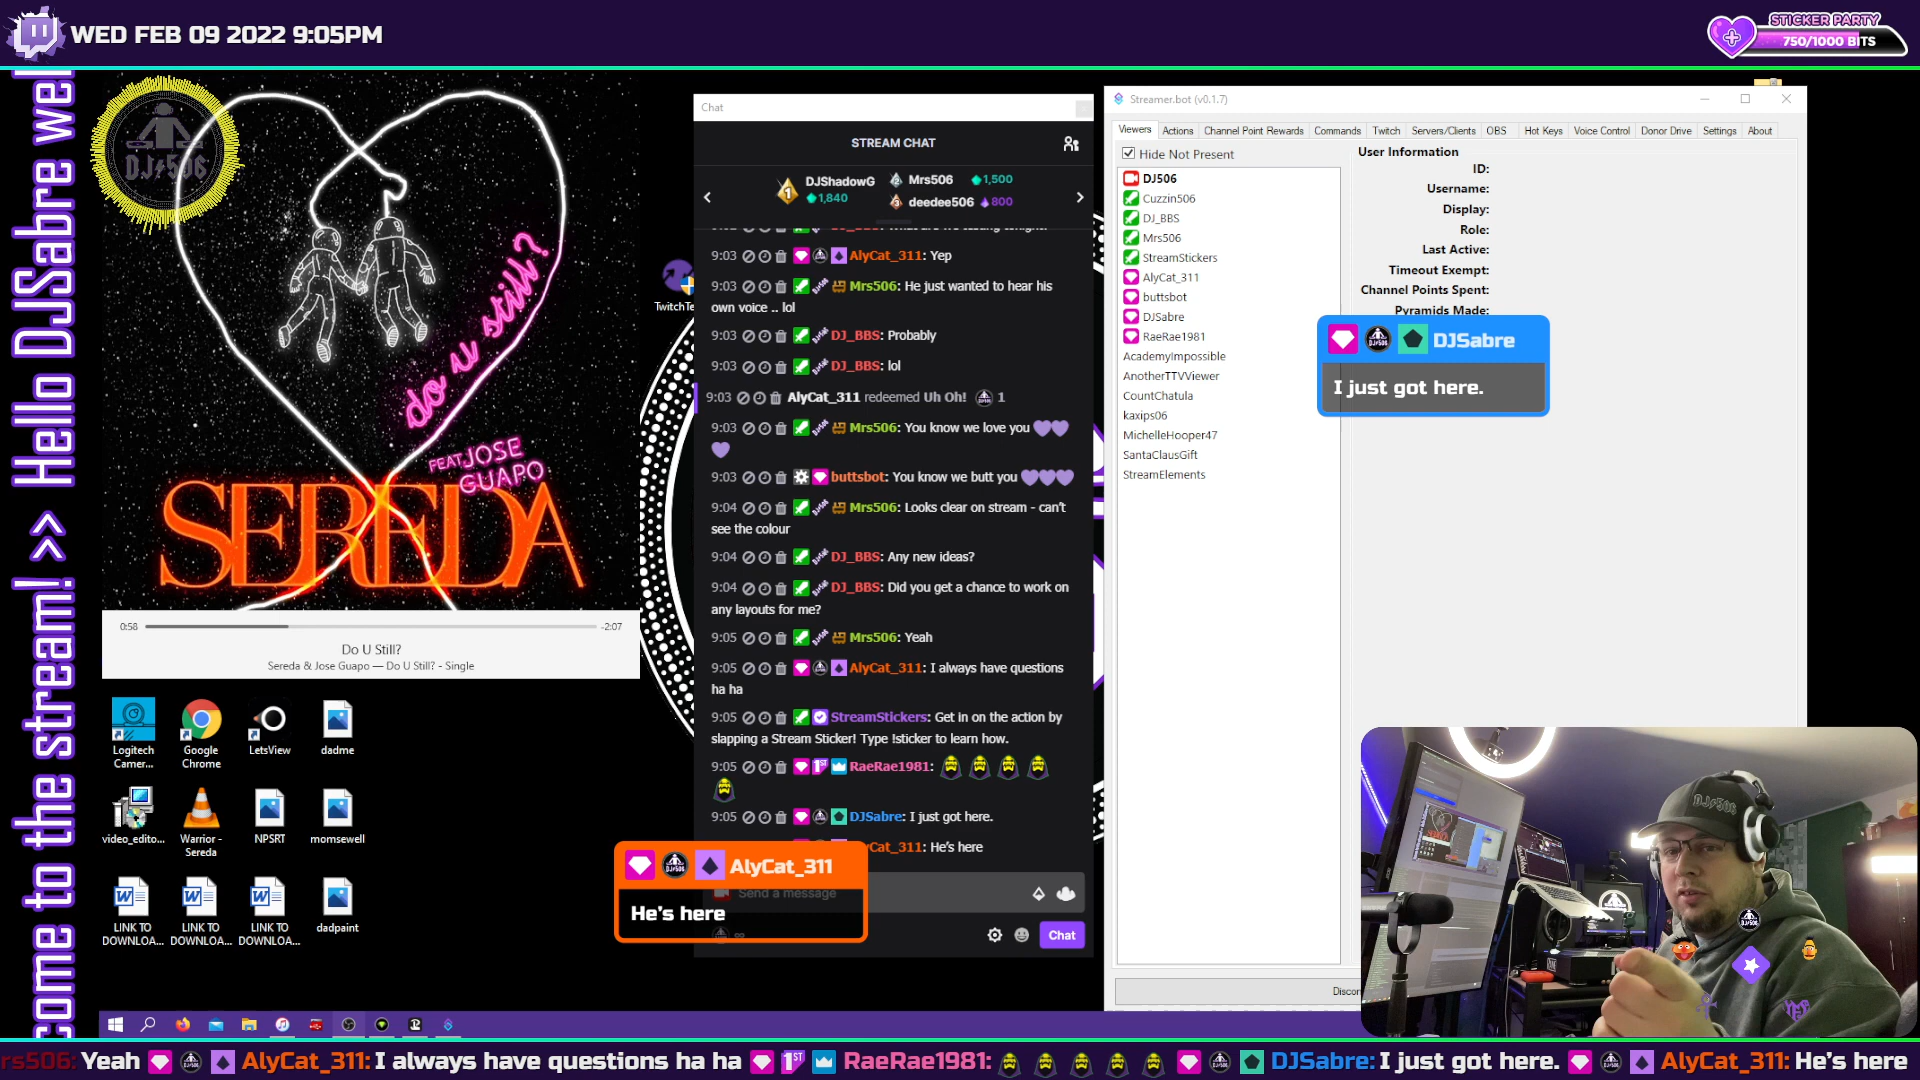 WED FEB 09 2022 9:05PM
STICKER PARTY
750/1000 BITS
come to the stream! >> Hello DJSabre wel
DJ506
do u still?
FEAT JOSE
GUAPO
SEREDA
0:58
-2:07
Do U Still?
Sereda & Jose Guapo — Do U Still? - Single
Logitech
Camer...
Google
Chrome
LetsView
dadme
video_edito...
Warrior -
Sereda
NPSRT
momsewell
LINK TO
DOWNLOA...
LINK TO
DOWNLOA...
LINK TO
DOWNLOA...
dadpaint
TwitchTe
Chat
STREAM CHAT
1
DJShadowG
1,840
Mrs506
1,500
deedee506
800
9:03 AlyCat_311: Yep
9:03 Mrs506: He just wanted to hear his
own voice .. lol
9:03 DJ_BBS: Probably
9:03 DJ_BBS: lol
9:03 AlyCat_311 redeemed Uh Oh! 1
9:03 Mrs506: You know we love you
9:03 buttsbot: You know we butt you
9:04 Mrs506: Looks clear on stream - can't
see the colour
9:04 DJ_BBS: Any new ideas?
9:04 DJ_BBS: Did you get a chance to work on
any layouts for me?
9:05 Mrs506: Yeah
9:05 AlyCat_311: I always have questions
ha ha
9:05 StreamStickers: Get in on the action by
slapping a Stream Sticker! Type !sticker to learn how.
9:05 1ST RaeRae1981:
9:05 DJSabre: I just got here.
yCat_311: He's here
Send a message
Chat
AlyCat_311
He's here
Streamer.bot (v0.1.7)
Viewers
Actions
Channel Point Rewards
Commands
Twitch
Servers/Clients
OBS
Hot Keys
Voice Control
Donor Drive
Settings
About
Hide Not Present
DJ506
Cuzzin506
DJ_BBS
Mrs506
StreamStickers
AlyCat_311
buttsbot
DJSabre
RaeRae1981
AcademyImpossible
AnotherTTVViewer
CountChatula
kaxips06
MichelleHooper47
SantaClausGift
StreamElements
User Information
ID:
Username:
Display:
Role:
Last Active:
Timeout Exempt:
Channel Points Spent:
Pyramids Made:
DJSabre
I just got here.
Discon
DJ506
rs506: Yeah AlyCat_311: I always have questions ha ha 1ST RaeRae1981: DJSabre: I just got here. AlyCat_311: He's here